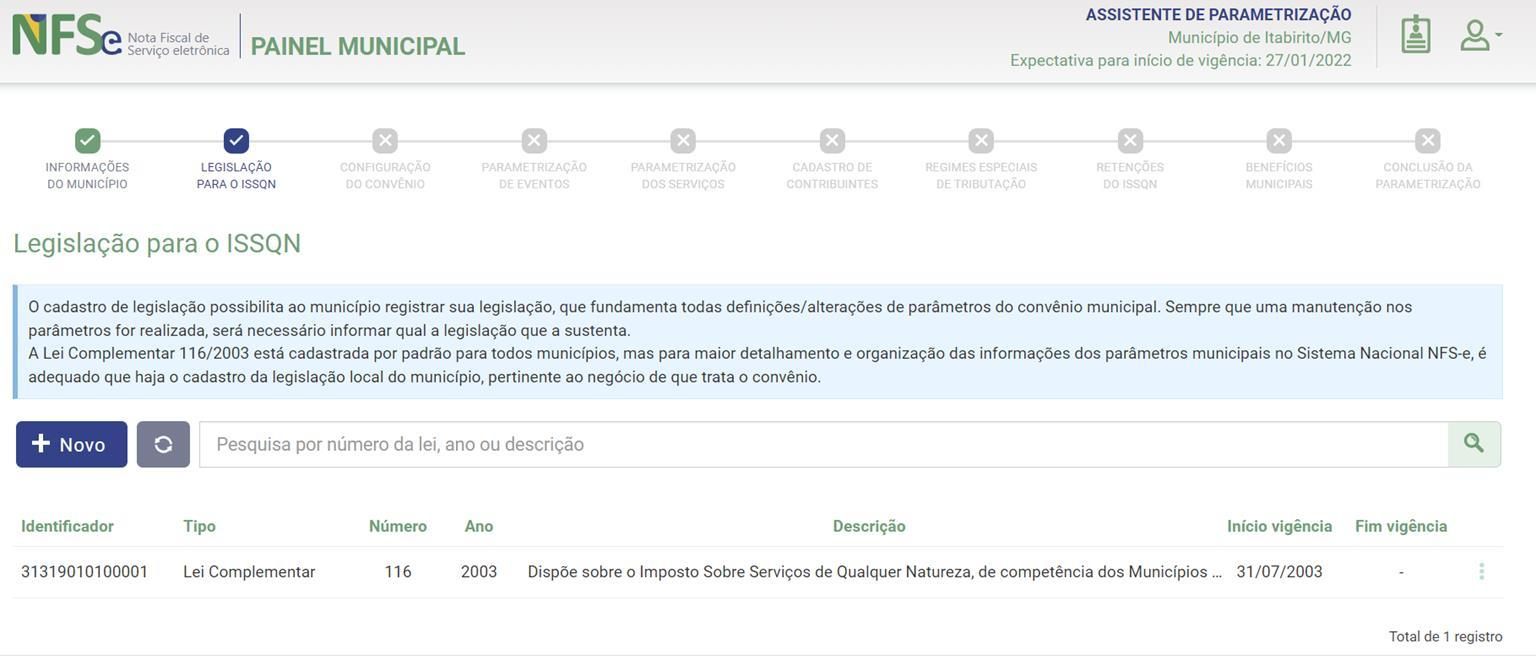 NFSe Nota Fiscal de
Serviço eletrônica
PAINEL MUNICIPAL
ASSISTENTE DE PARAMETRIZAÇÃO
Município de Itabirito/MG
Expectativa para início de vigência: 27/01/2022
INFORMAÇÕES
DO MUNICÍPIO
LEGISLAÇÃO
PARA O ISSQN
CONFIGURAÇÃO
DO CONVÊNIO
PARAMETRIZAÇÃO
DE EVENTOS
PARAMETRIZAÇÃO
DOS SERVIÇOS
CADASTRO DE
CONTRIBUINTES
REGIMES ESPECIAIS
DE TRIBUTAÇÃO
RETENÇÕES
DO ISSQN
BENEFÍCIOS
MUNICIPAIS
CONCLUSÃO DA
PARAMETRIZAÇÃO
Legislação para o ISSQN
O cadastro de legislação possibilita ao município registrar sua legislação, que fundamenta todas definições/alterações de parâmetros do convênio municipal. Sempre que uma manutenção nos
parâmetros for realizada, será necessário informar qual a legislação que a sustenta.
A Lei Complementar 116/2003 está cadastrada por padrão para todos municípios, mas para maior detalhamento e organização das informações dos parâmetros municipais no Sistema Nacional NFS-e, é
adequado que haja o cadastro da legislação local do município, pertinente ao negócio de que trata o convênio.
Novo
Pesquisa por número da lei, ano ou descrição
Identificador Tipo Número Ano Descrição Início vigência Fim vigência
31319010100001 Lei Complementar 116 2003 Dispõe sobre o Imposto Sobre Serviços de Qualquer Natureza, de competência dos Municípios ... 31/07/2003 -
Total de 1 registro